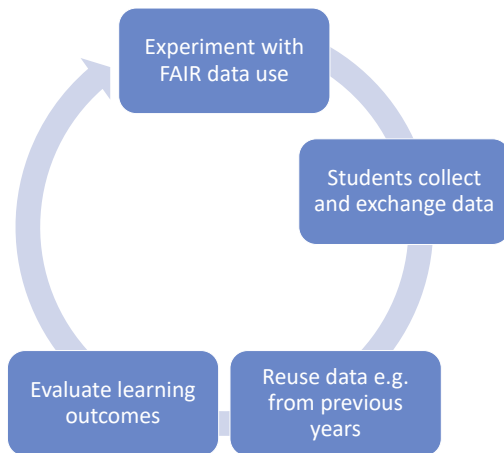 Experiment with
FAIR data use
Students collect
and exchange data
Reuse data e.g.
from previous
years
Evaluate learning
outcomes